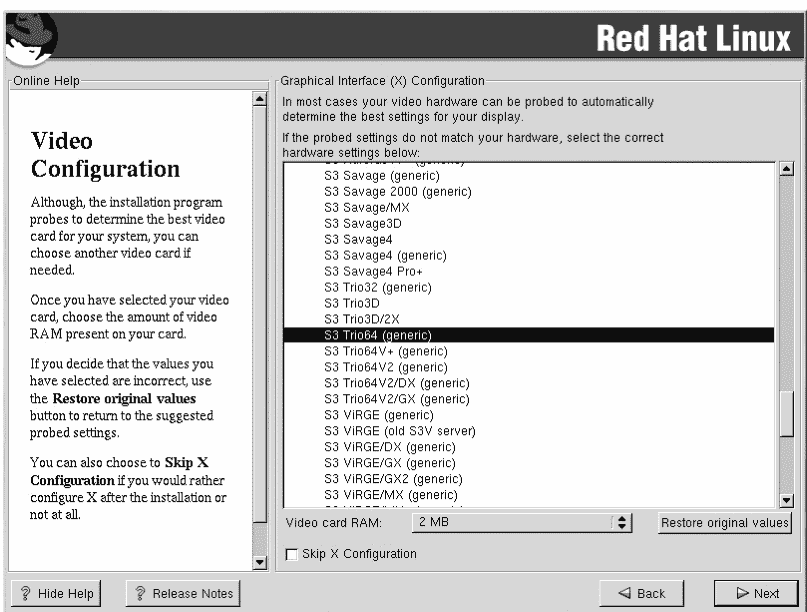 Red Hat Linux
Online Help
Video
Configuration
Although, the installation program
probes to determine the best video
card for your system, you can
choose another video card if
needed.
Once you have selected your video
card, choose the amount of video
RAM present on your card.
If you decide that the values you
have selected are incorrect, use
the Restore original values
button to return to the suggested
probed settings.
You can also choose to Skip X
Configuration if you would rather
configure X after the installation or
not at all.
Graphical Interface (X) Configuration
In most cases your video hardware can be probed to automatically
determine the best settings for your display.
If the probed settings do not match your hardware, select the correct
hardware settings below:
S3 Savage (generic)
S3 Savage 2000 (generic)
S3 Savage/MX
S3 Savage3D
S3 Savage4
S3 Savage4 (generic)
S3 Savage4 Pro+
S3 Trio32 (generic)
S3 Trio3D
S3 Trio3D/2X
S3 Trio64 (generic)
S3 Trio64V+ (generic)
S3 Trio64V2 (generic)
S3 Trio64V2/DX (generic)
S3 Trio64V2/GX (generic)
S3 ViRGE (generic)
S3 ViRGE (old S3V server)
S3 ViRGE/DX (generic)
S3 ViRGE/GX (generic)
S3 ViRGE/GX2 (generic)
S3 ViRGE/MX (generic)
Video card RAM: 2 MB Restore original values
Skip X Configuration
Hide Help Release Notes Back Next